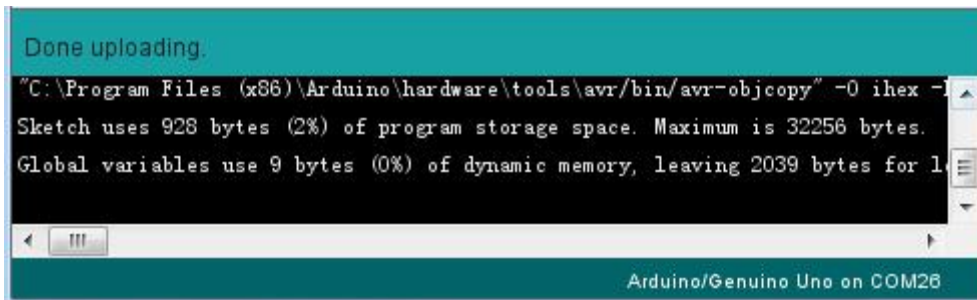 Done uploading.
"C:\Program Files (x86)\Arduino\hardware\tools\avr/bin/avr-objcopy" -O ihex
Sketch uses 928 bytes (2%) of program storage space. Maximum is 32256 bytes.
Global variables use 9 bytes (0%) of dynamic memory, leaving 2039 bytes for
Arduino/Genuino Uno on COM26